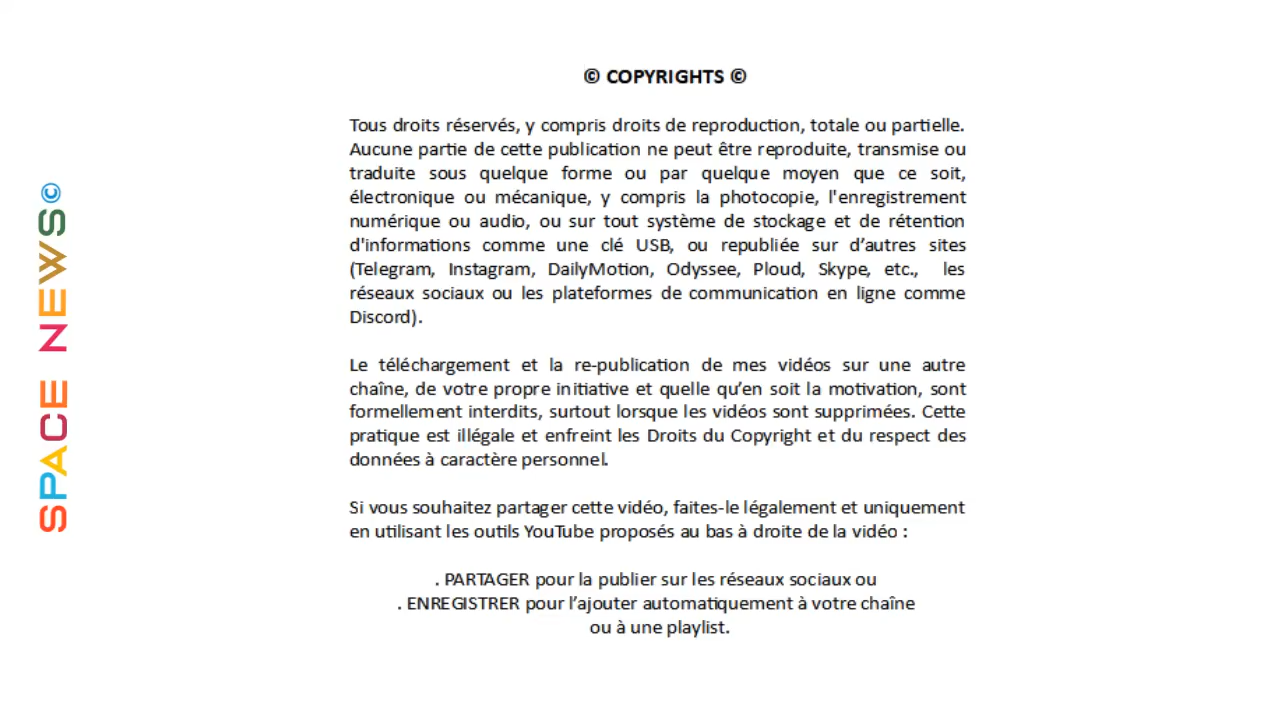 © COPYRIGHTS ©
Tous droits réservés, y compris droits de reproduction, totale ou partielle.
Aucune partie de cette publication ne peut être reproduite, transmise ou
traduite sous quelque forme ou par quelque moyen que ce soit,
électronique ou mécanique, y compris la photocopie, l'enregistrement
numérique ou audio, ou sur tout système de stockage et de rétention
d'informations comme une clé USB, ou republiée sur d’autres sites
(Telegram, Instagram, DailyMotion, Odyssee, Ploud, Skype, etc., les
réseaux sociaux ou les plateformes de communication en ligne comme
Discord).
Le téléchargement et la re-publication de mes vidéos sur une autre
chaîne, de votre propre initiative et quelle qu’en soit la motivation, sont
formellement interdits, surtout lorsque les vidéos sont supprimées. Cette
pratique est illégale et enfreint les Droits du Copyright et du respect des
données à caractère personnel.
Si vous souhaitez partager cette vidéo, faites-le légalement et uniquement
en utilisant les outils YouTube proposés au bas à droite de la vidéo :
. PARTAGER pour la publier sur les réseaux sociaux ou
. ENREGISTRER pour l’ajouter automatiquement à votre chaîne
ou à une playlist.
SPACE NEWS©